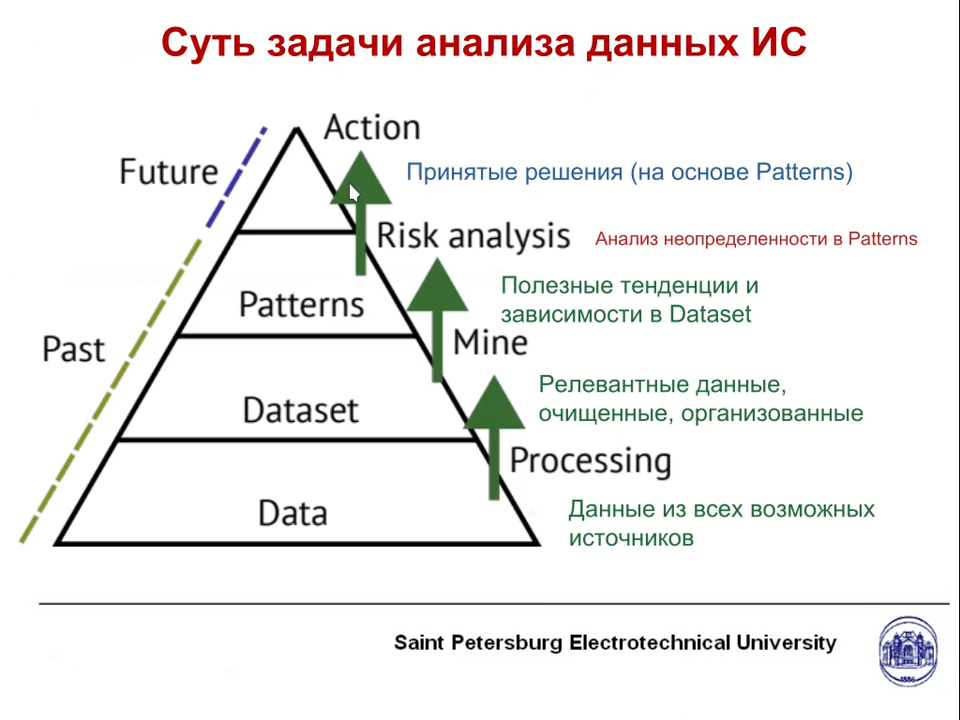 Суть задачи анализа данных ИС
Action
Future
Принятые решения (на основе Patterns)
Risk analysis
Анализ неопределенности в Patterns
Полезные тенденции и
зависимости в Dataset
Patterns
Past
Mine
Релевантные данные,
очищенные, организованные
Dataset
Processing
Данные из всех возможных
источников
Data
Saint Petersburg Electrotechnical University
1886